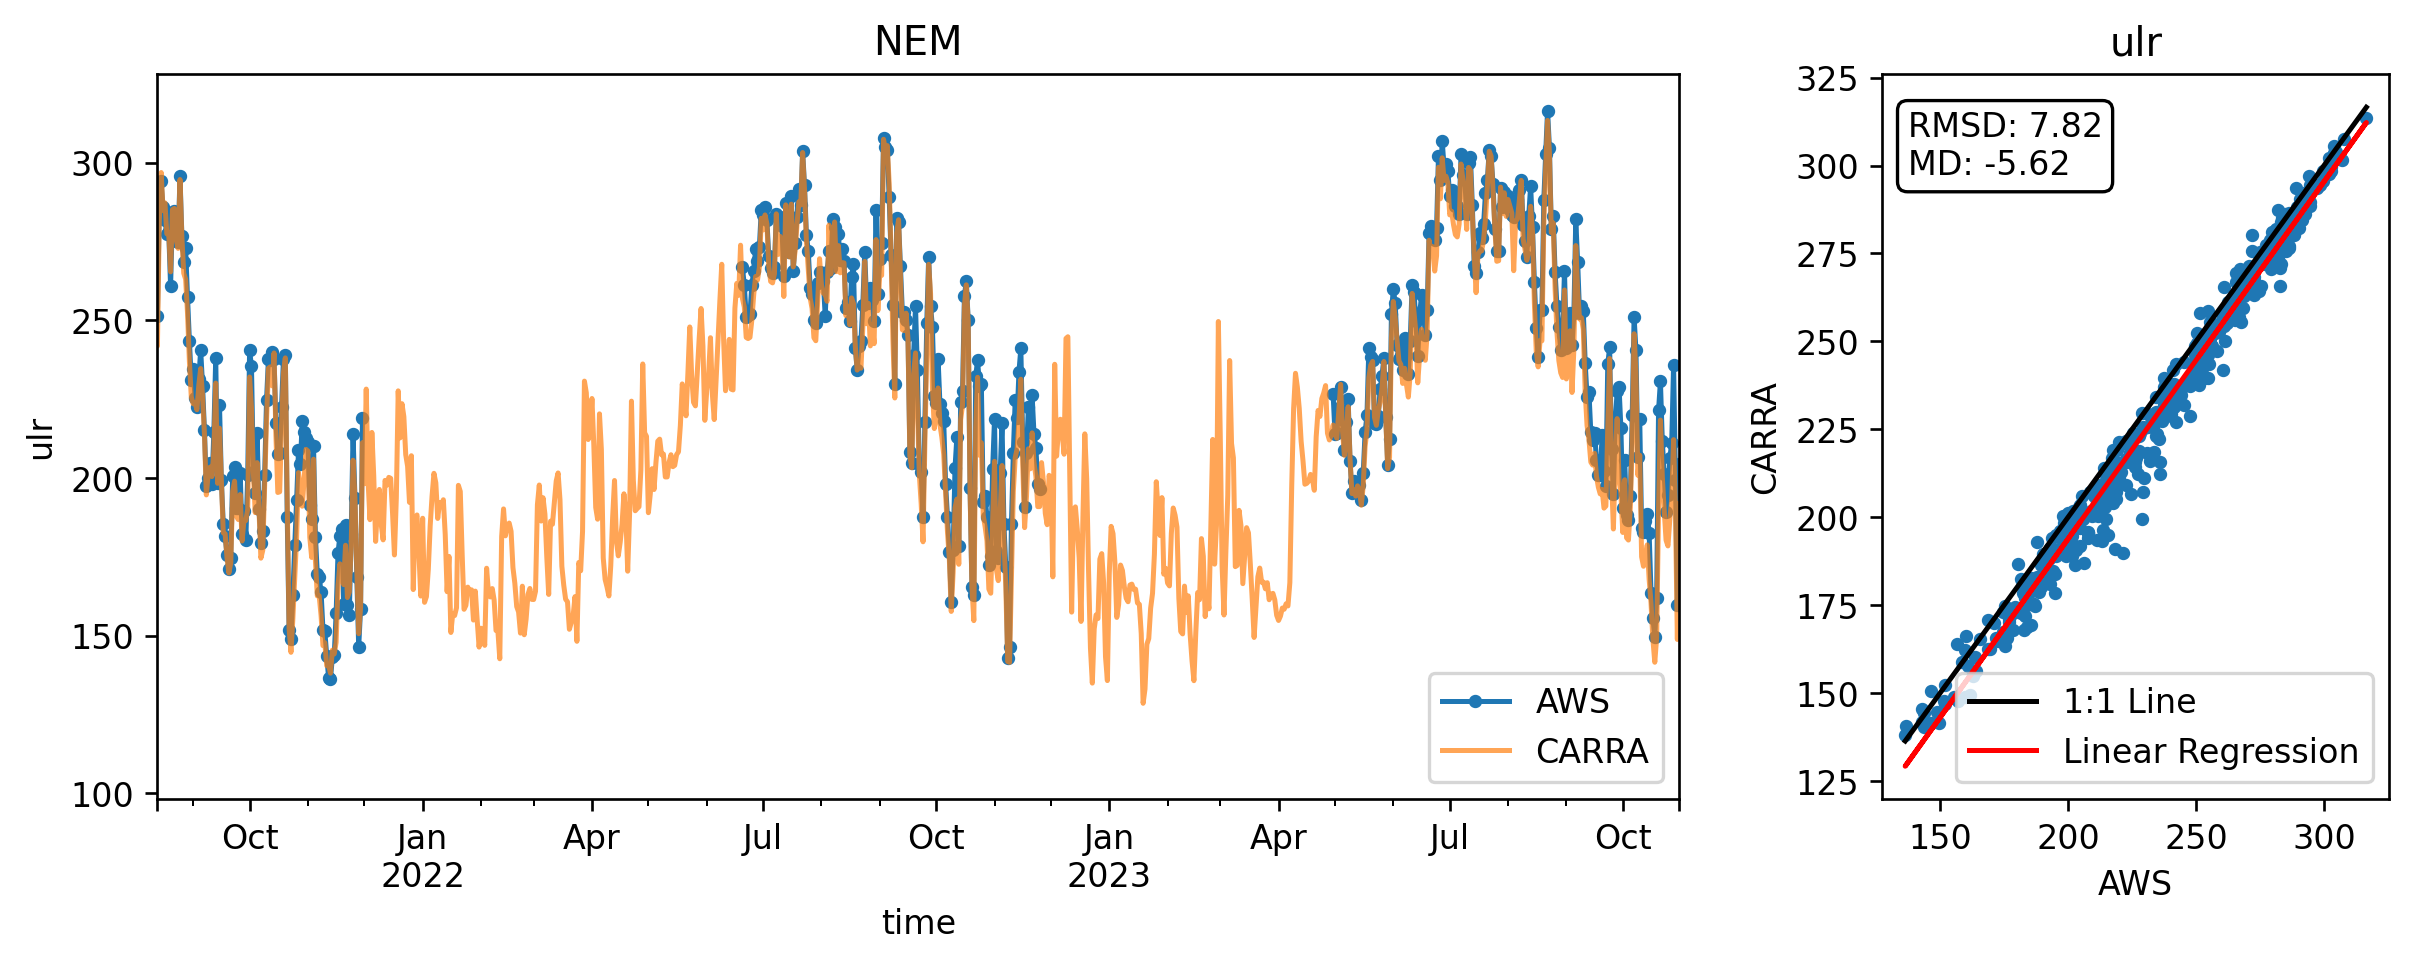 NEM
ulr
300
250
200
150
100
Oct
Jan
2022
Apr
Jul
Oct
Jan
2023
Apr
Jul
Oct
time
AWS
CARRA
ulr
CARRA
325
300
275
250
225
200
175
150
125
RMSD: 7.82
MD: -5.62
1:1 Line
Linear Regression
150
200
250
300
AWS